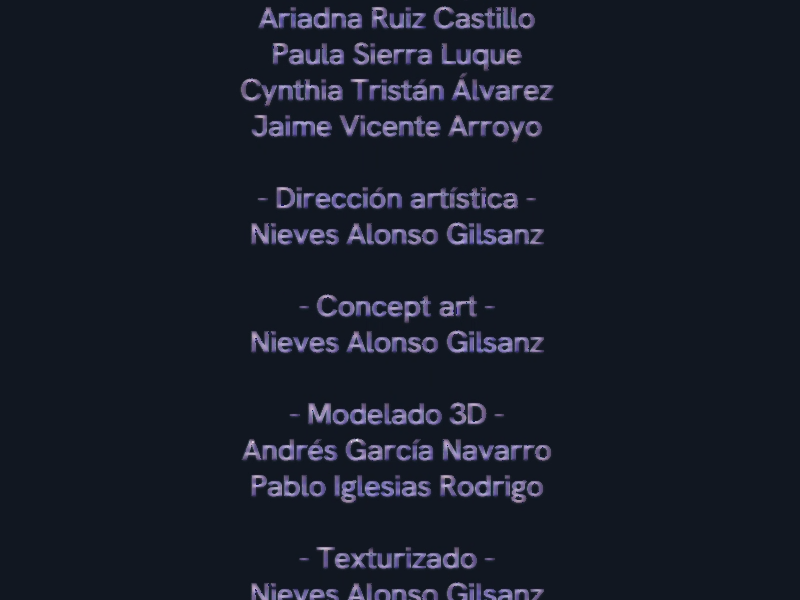 Ariadna Ruiz Castillo
Paula Sierra Luque
Cynthia Tristán Álvarez
Jaime Vicente Arroyo
- Dirección artística -
Nieves Alonso Gilsanz
- Concept art -
Nieves Alonso Gilsanz
- Modelado 3D -
Andrés García Navarro
Pablo Iglesias Rodrigo
- Texturizado -
Nieves Alonso Gilsanz